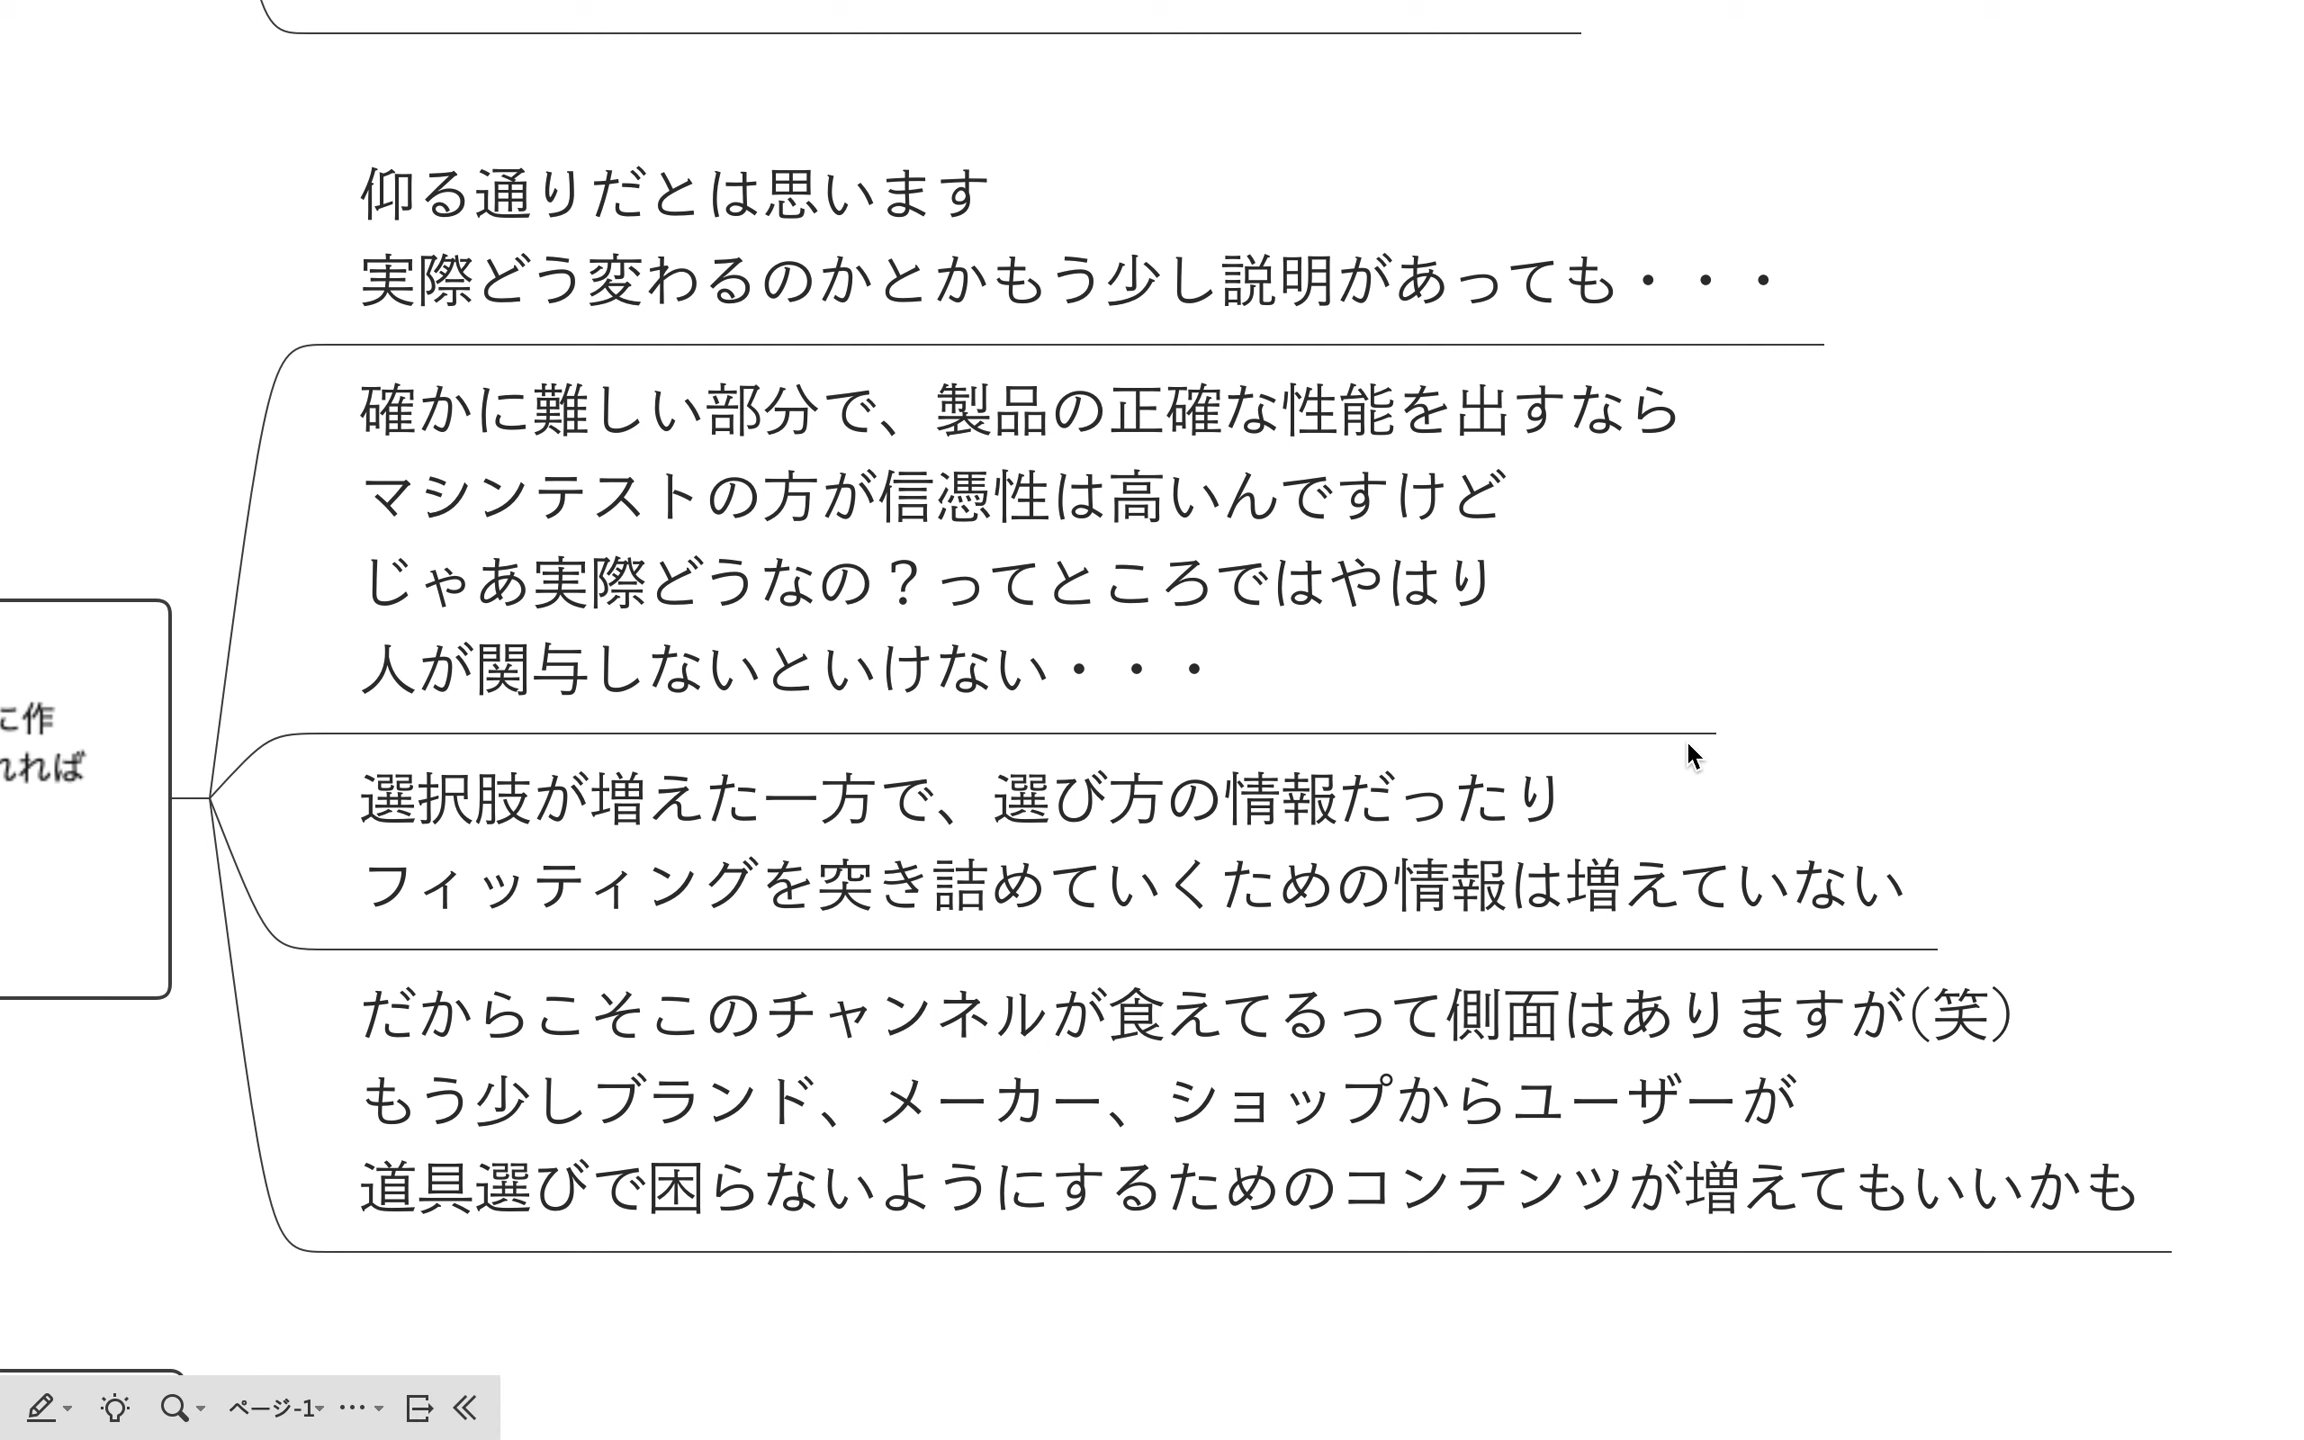 仰る通りだとは思います
実際どう変わるのかとかもう少し説明があっても・・・
確かに難しい部分で、製品の正確な性能を出すなら
マシンテストの方が信憑性は高いんですけど
じゃあ実際どうなの？ってところではやはり
人が関与しないといけない・・・
に作
れれば
選択肢が増えた一方で、選び方の情報だったり
フィッティングを突き詰めていくための情報は増えていない
だからこそこのチャンネルが食えてるって側面はありますが(笑)
もう少しブランド、メーカー、ショップからユーザーが
道具選びで困らないようにするためのコンテンツが増えてもいいかも
ページ-1